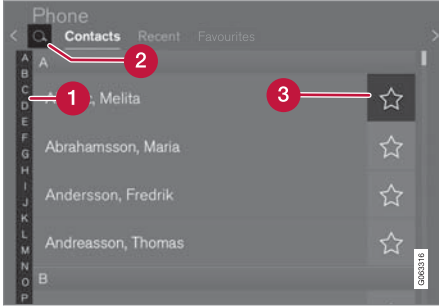 Phone
Contacts Recent Favourites
2
A
A
B
C
D
E
F
G
H
I
J
K
L
M
N
O
P
1
Melita
3
Abrahamsson, Maria
Andersson, Fredrik
Andreasson, Thomas
B
G063316